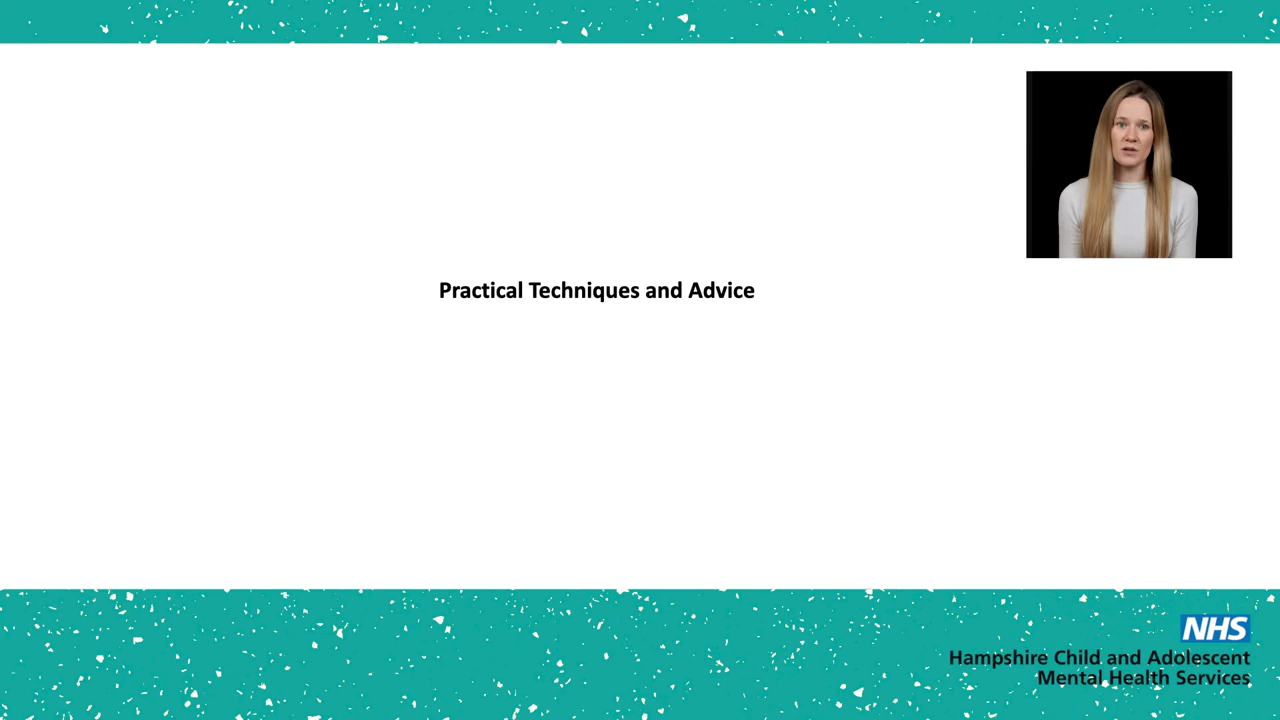 Practical Techniques and Advice
NHS
Hampshire Child and Adolescent
Mental Health Services